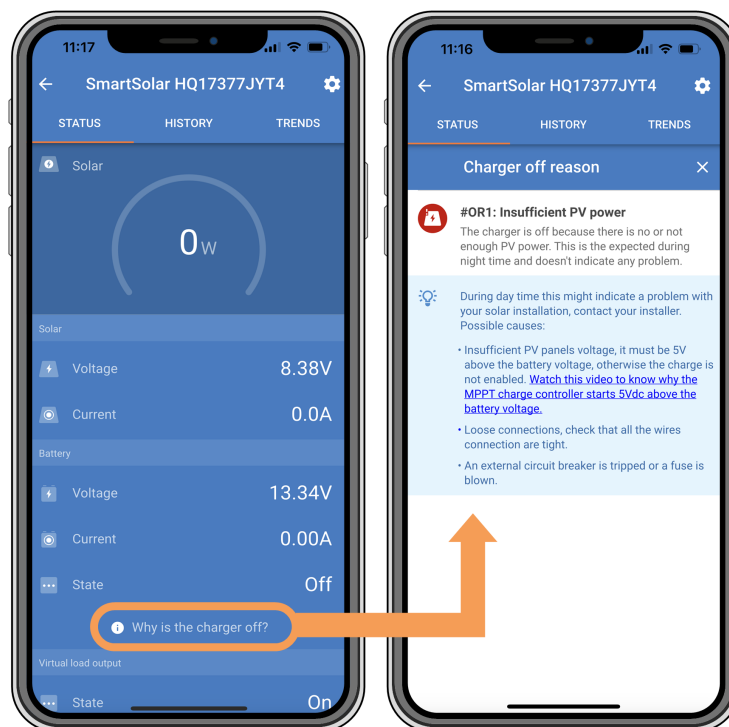 11:17
SmartSolar HQ17377JYT4
STATUS HISTORY TRENDS
Solar
0W
Solar
Voltage 8.38V
Current 0.0A
Battery
Voltage 13.34V
Current 0.00A
State Off
Why is the charger off?
Virtual load output
State On
11:16
SmartSolar HQ17377JYT4
STATUS HISTORY TRENDS
Charger off reason
#OR1: Insufficient PV power
The charger is off because there is no or not
enough PV power. This is the expected during
night time and doesn't indicate any problem.
During day time this might indicate a problem with
your solar installation, contact your installer.
Possible causes:
• Insufficient PV panels voltage, it must be 5V
above the battery voltage, otherwise the charge is
not enabled. Watch this video to know why the
MPPT charge controller starts 5Vdc above the
battery voltage.
• Loose connections, check that all the wires
connection are tight.
• An external circuit breaker is tripped or a fuse is
blown.